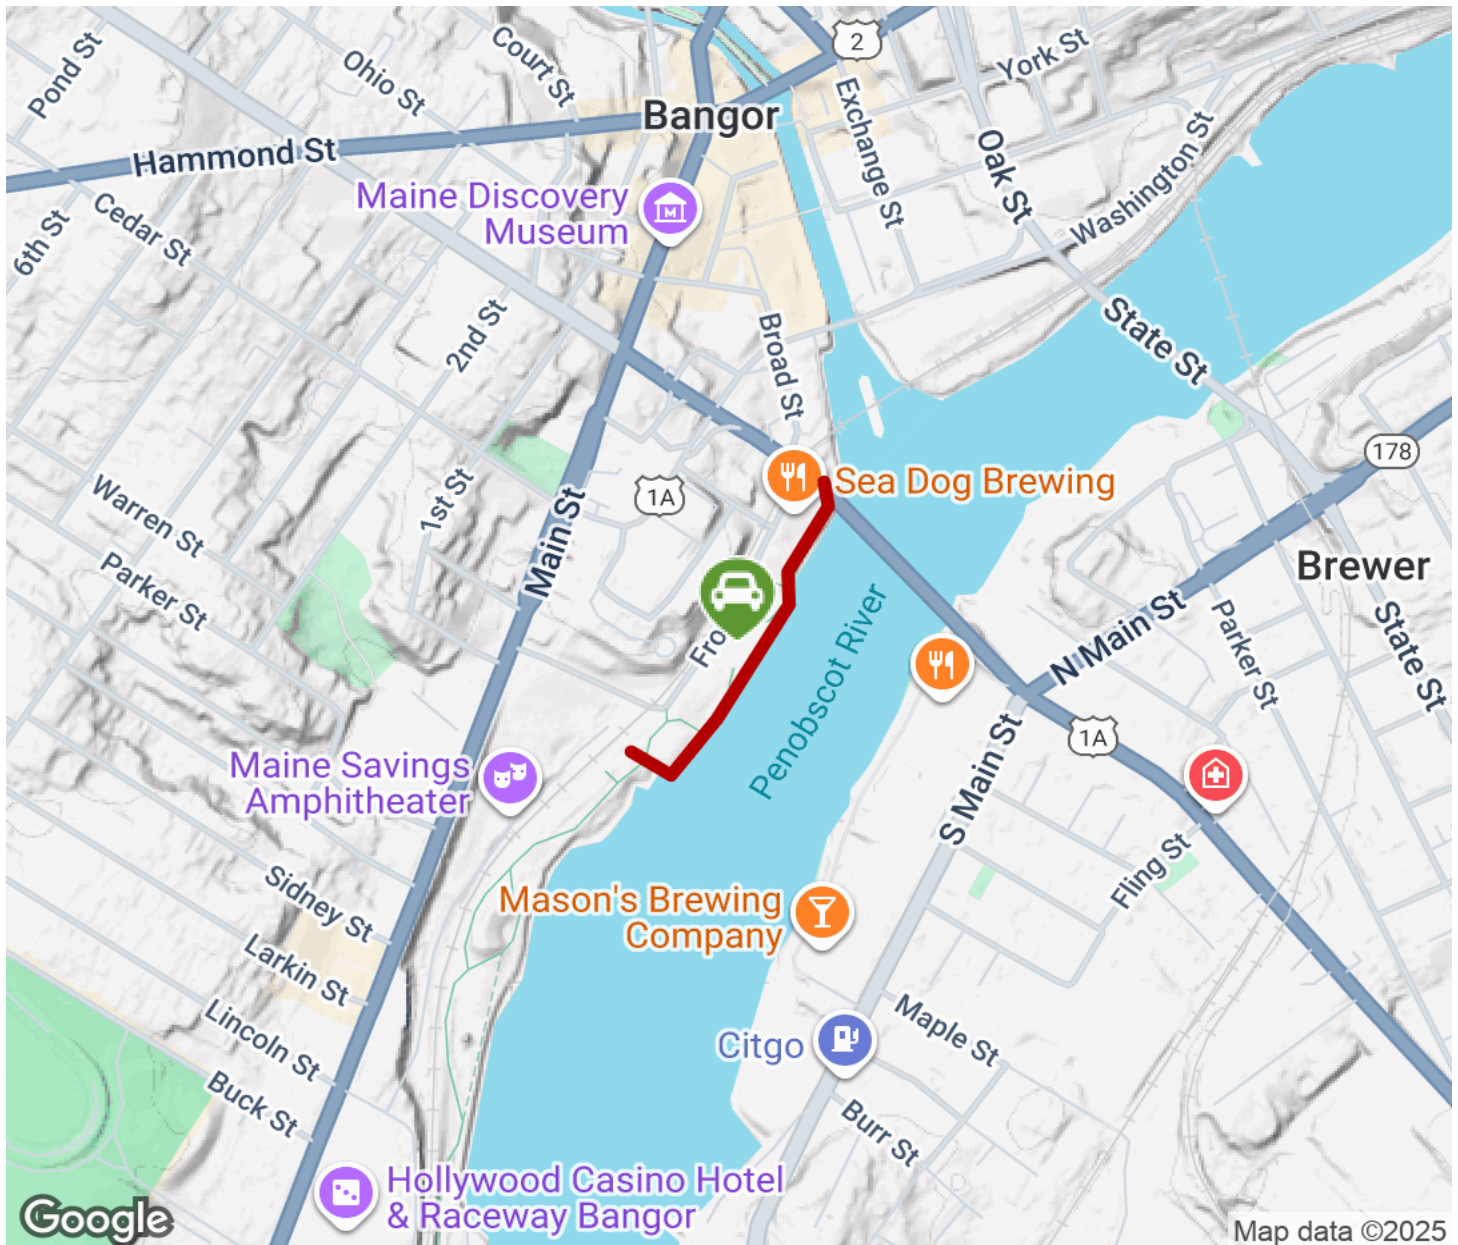 Pond St
Ohio St
Court St
2
York St
Bangor
Exchange St
Oak St
Washington St
Hammond St
Maine Discovery
Museum
6th St
Cedar St
2nd St
Broad St
State St
178
Warren St
1st St
1A
Main St
Sea Dog Brewing
Brewer
Parker St
Fro
Penobscot River
N Main St
Parker St
State St
1A
Maine Savings
Amphitheater
S Main St
Fling St
Sidney St
Mason's Brewing
Company
Larkin St
Lincoln St
Citgo
Maple St
Buck St
Burr St
Hollywood Casino Hotel
& Raceway Bangor
Google
Map data ©2025